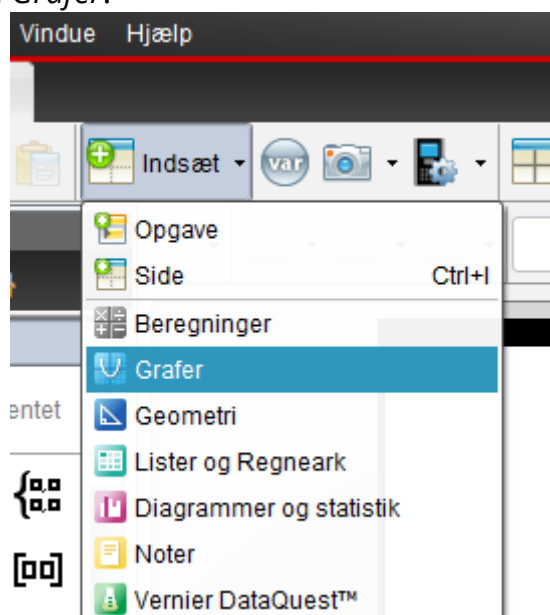 Grafer.
Vindue Hjælp
Indsæt var
Opgave
Side Ctrl+I
Beregninger
Grafer
entet
Geometri
Lister og Regneark
Diagrammer og statistik
Noter
Vernier DataQuest™